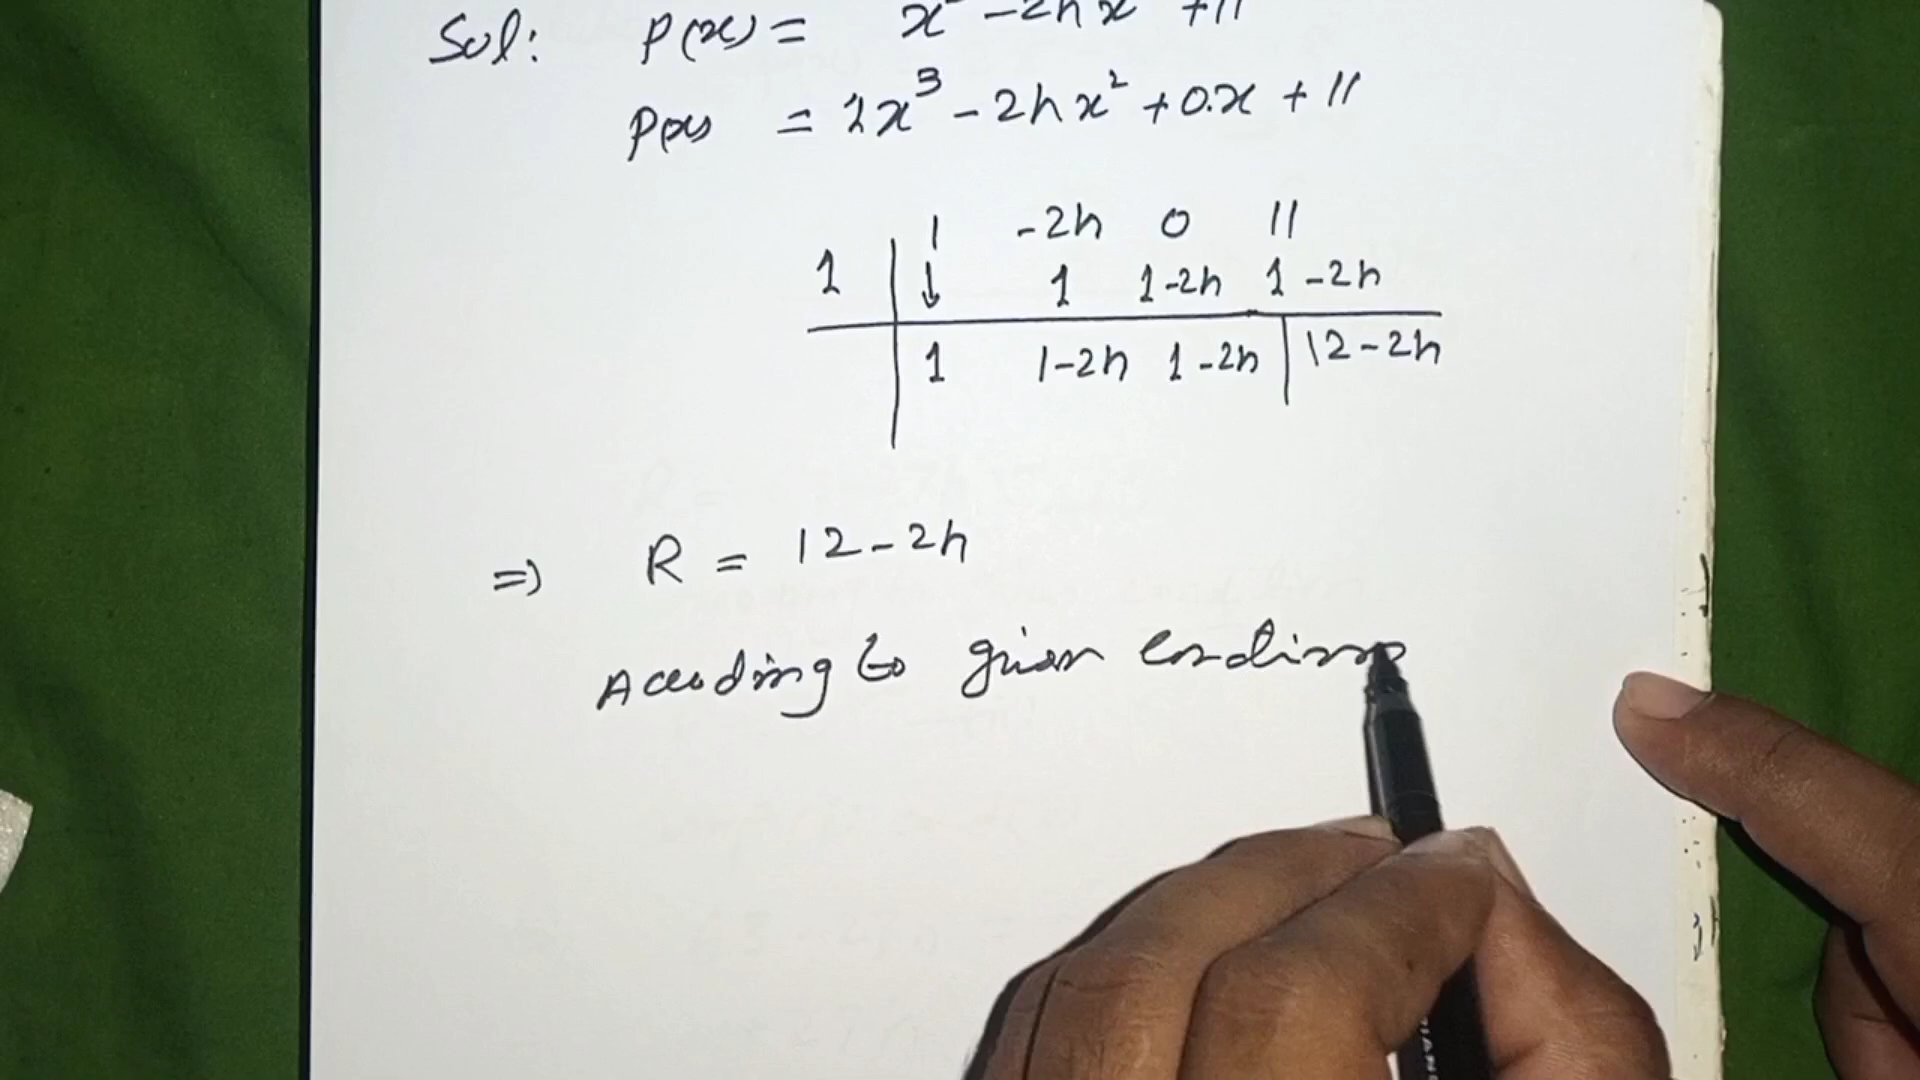 Sol: P(x) = x³ - 2hx² + 11
P(x) = 1x³ - 2hx² + 0.x + 11
1 -2h 0 11
1 ↓ 1 1-2h 1-2h
1 1-2h 1-2h 12-2h
=> R = 12-2h
According to given condition